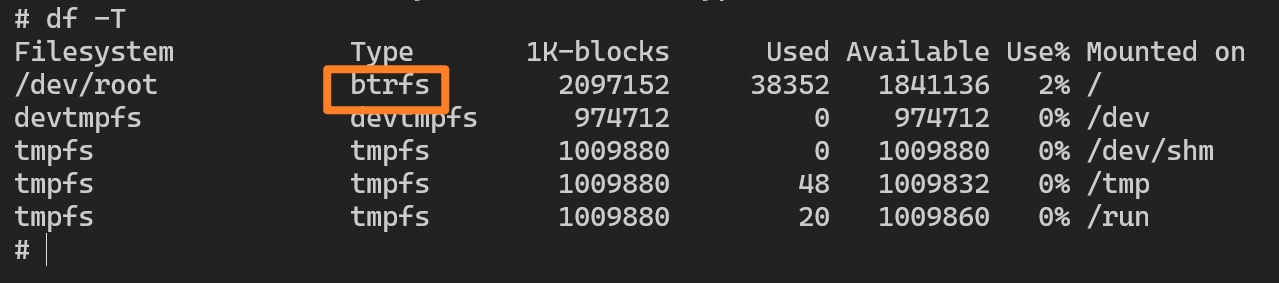 # df -T
Filesystem Type 1K-blocks Used Available Use% Mounted on
/dev/root btrfs 2097152 38352 1841136 2% /
devtmpfs devtmpfs 974712 0 974712 0% /dev
tmpfs tmpfs 1009880 0 1009880 0% /dev/shm
tmpfs tmpfs 1009880 48 1009832 0% /tmp
tmpfs tmpfs 1009880 20 1009860 0% /run
#